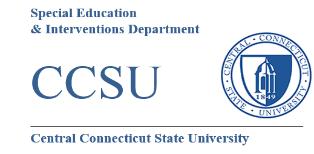 Special Education
& Interventions Department
CCSU
CENTRAL CONNECTICUT
STATE UNIVERSITY
1849
Central Connecticut State University